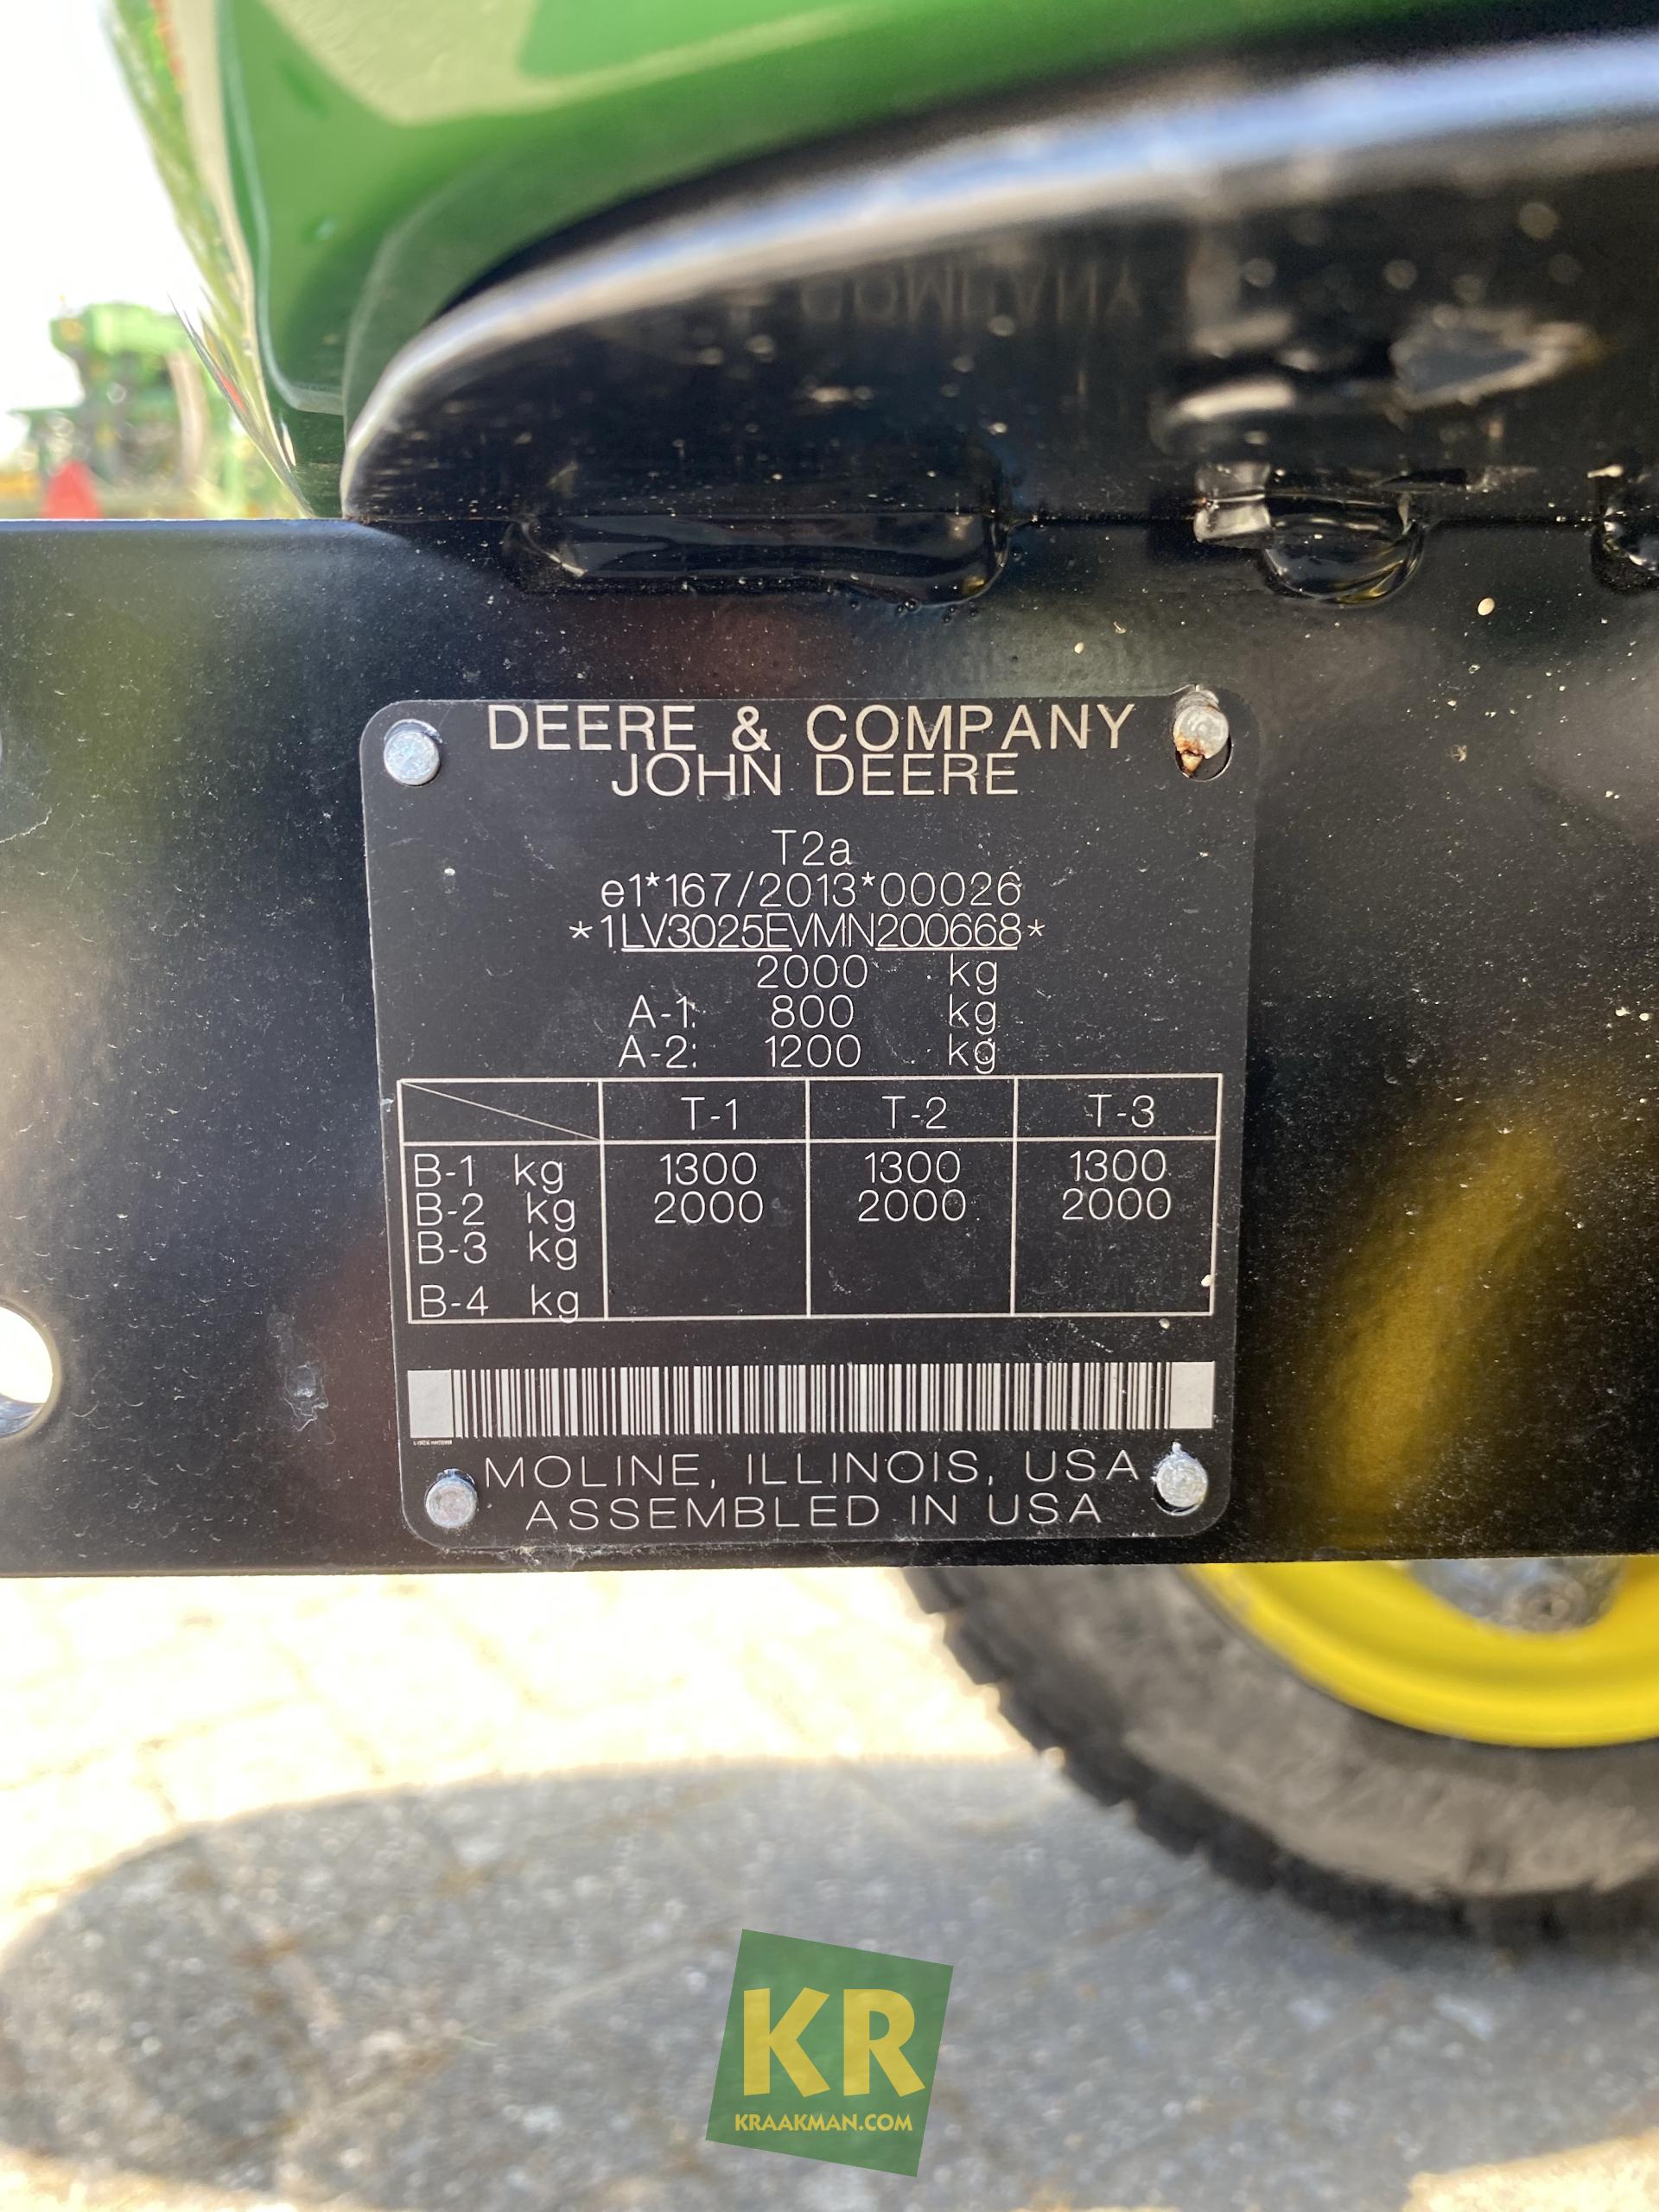 DEERE & COMPANY
JOHN DEERE
T2a
e1*167/2013*00026
*1LV3025EVMN200668*
2000 kg
A-1: 800 kg
A-2: 1200 kg
T-1 T-2 T-3
B-1 kg 1300 1300 1300
B-2 kg 2000 2000 2000
B-3 kg
B-4 kg
MOLINE, ILLINOIS, USA
ASSEMBLED IN USA
KR
KRAAKMAN.COM